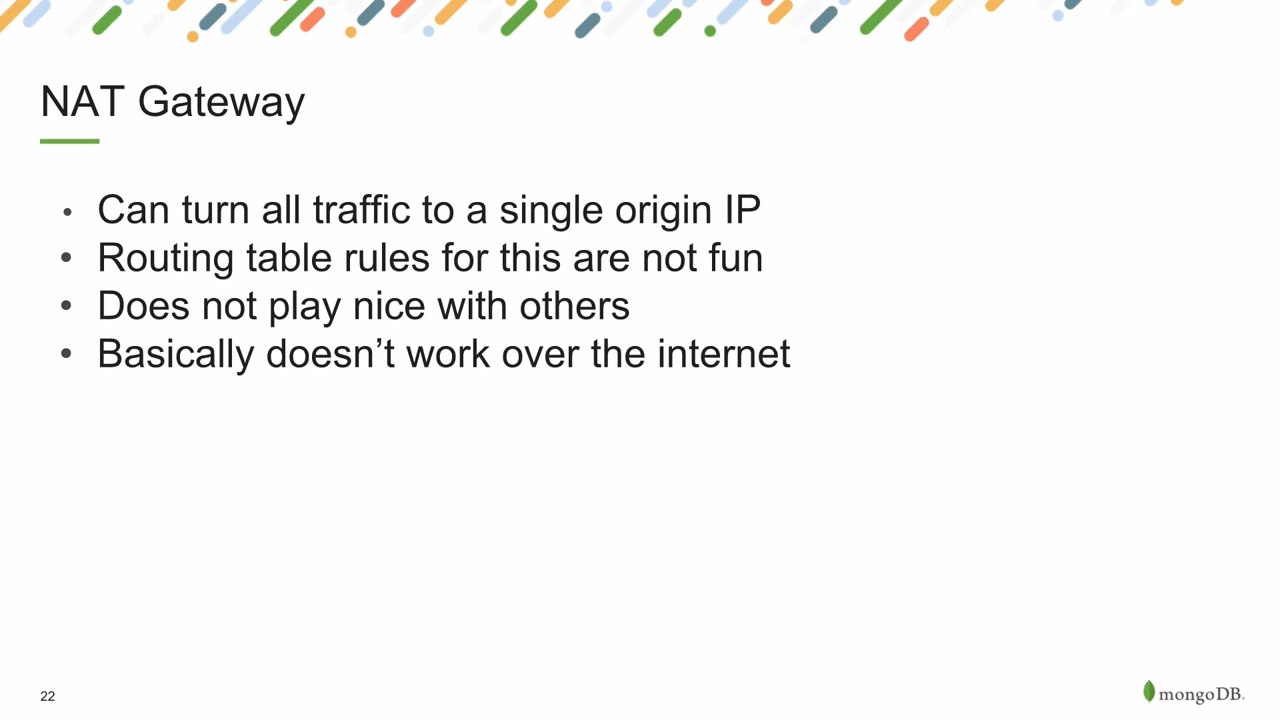 NAT Gateway
• Can turn all traffic to a single origin IP
• Routing table rules for this are not fun
• Does not play nice with others
• Basically doesn’t work over the internet
22
mongoDB.